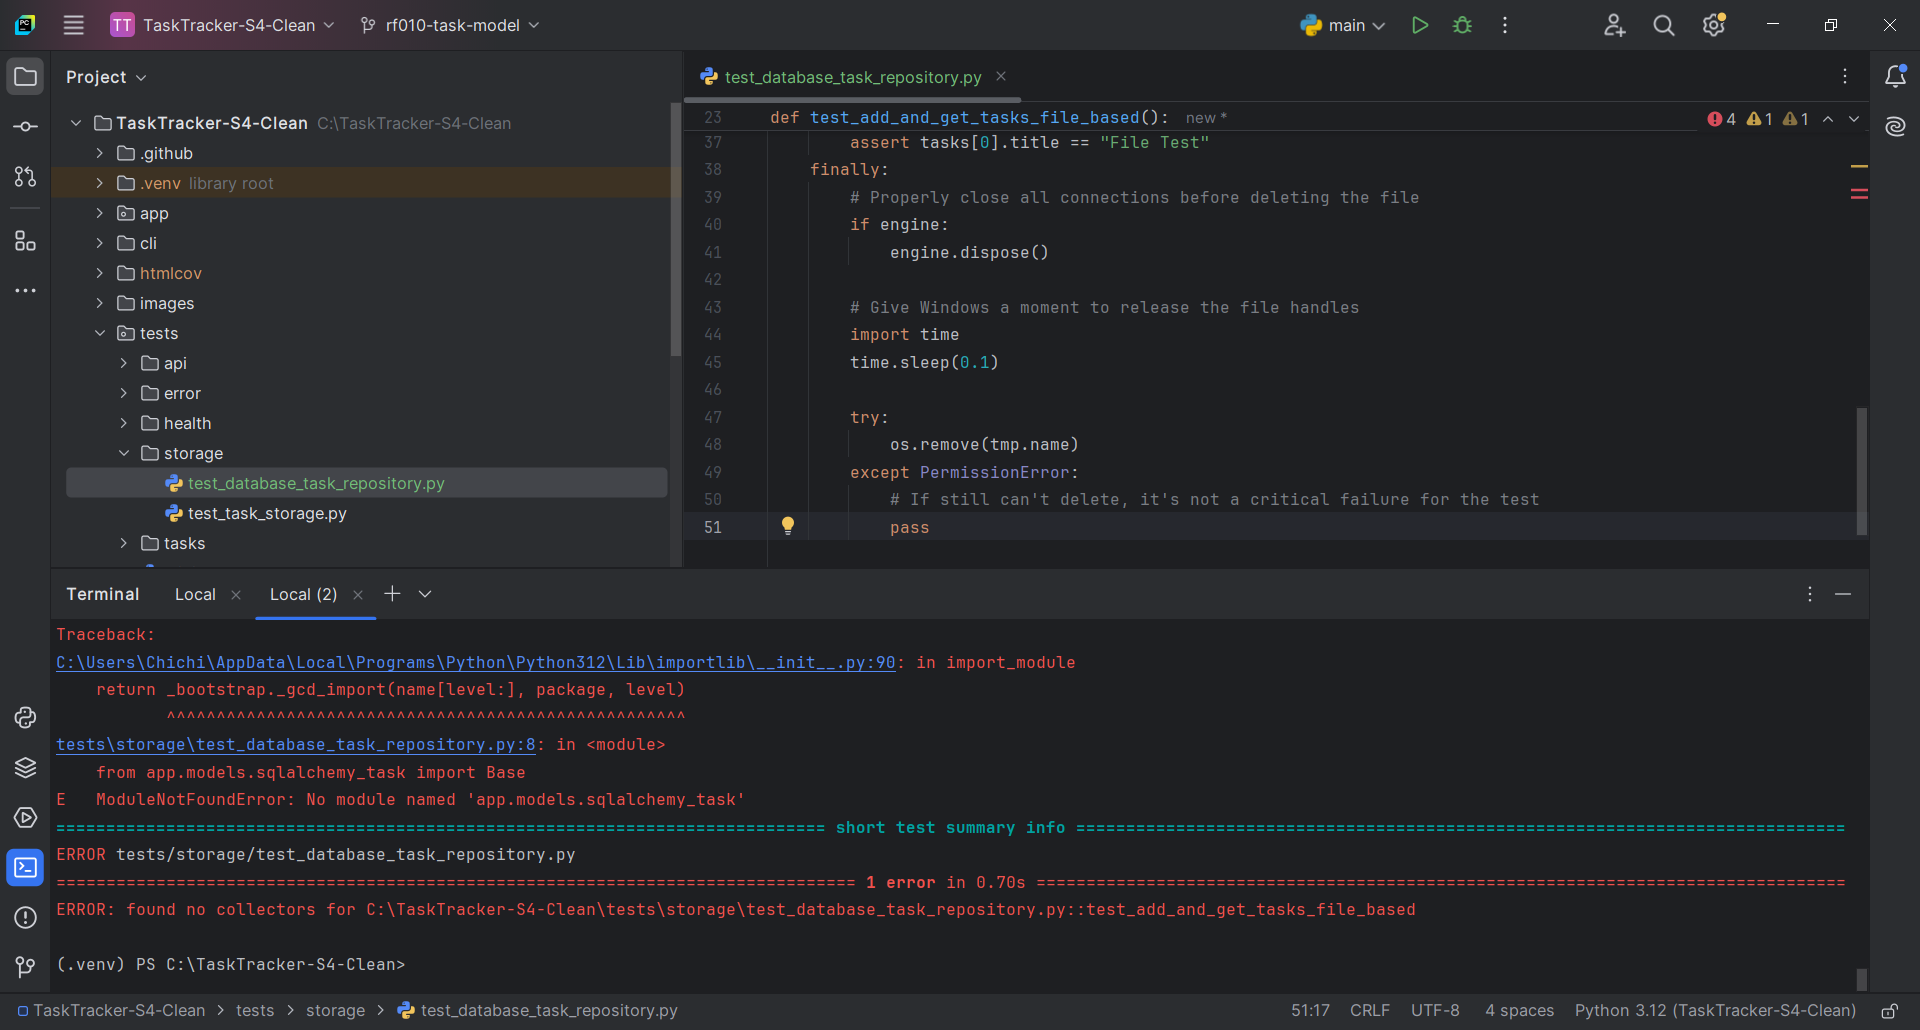 TT TaskTracker-S4-Clean rf010-task-model main
Project
TaskTracker-S4-Clean C:\TaskTracker-S4-Clean
.github
.venv library root
app
cli
htmlcov
images
tests
api
error
health
storage
test_database_task_repository.py
test_task_storage.py
tasks
test_database_task_repository.py
23 def test_add_and_get_tasks_file_based(): new *
4 1 1
37 assert tasks[0].title == "File Test"
38 finally:
39 # Properly close all connections before deleting the file
40 if engine:
41 engine.dispose()
42
43 # Give Windows a moment to release the file handles
44 import time
45 time.sleep(0.1)
46
47 try:
48 os.remove(tmp.name)
49 except PermissionError:
50 # If still can't delete, it's not a critical failure for the test
51 pass
Terminal Local Local (2)
Traceback:
C:\Users\Chichi\AppData\Local\Programs\Python\Python312\Lib\importlib\__init__.py:90: in import_module
return _bootstrap._gcd_import(name[level:], package, level)
^^^^^^^^^^^^^^^^^^^^^^^^^^^^^^^^^^^^^^^^^^^^^^^^^^^^
tests\storage\test_database_task_repository.py:8: in <module>
from app.models.sqlalchemy_task import Base
E ModuleNotFoundError: No module named 'app.models.sqlalchemy_task'
============================================================================= short test summary info =============================================================================
ERROR tests/storage/test_database_task_repository.py
================================================================================ 1 error in 0.70s =================================================================================
ERROR: found no collectors for C:\TaskTracker-S4-Clean\tests\storage\test_database_task_repository.py::test_add_and_get_tasks_file_based
(.venv) PS C:\TaskTracker-S4-Clean>
TaskTracker-S4-Clean > tests > storage > test_database_task_repository.py 51:17 CRLF UTF-8 4 spaces Python 3.12 (TaskTracker-S4-Clean)